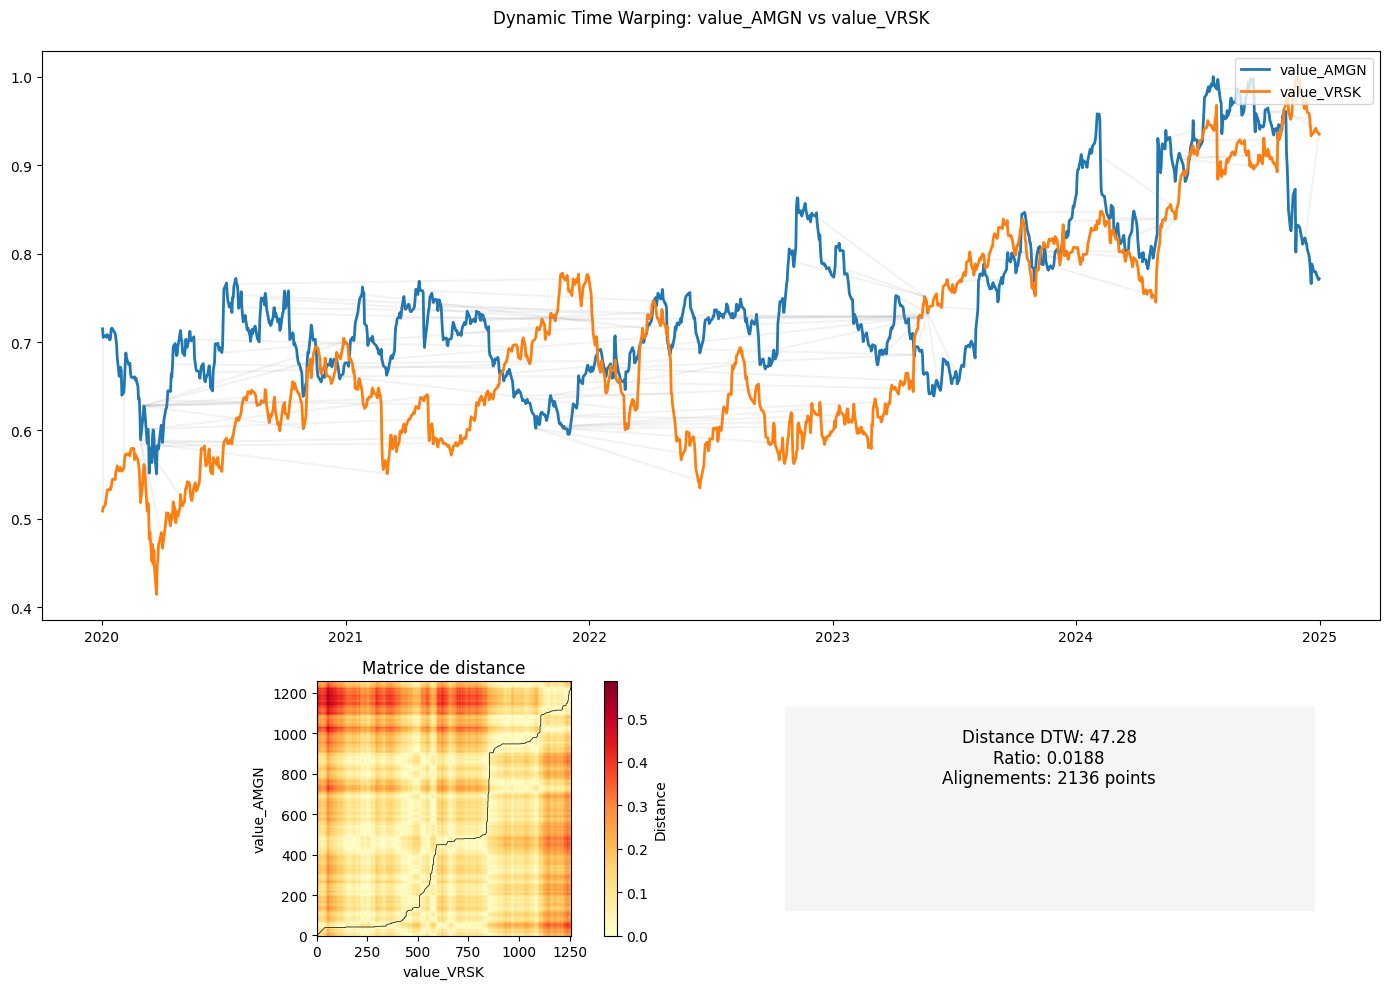 Dynamic Time Warping: value_AMGN vs value_VRSK
value_AMGN
value_VRSK
1.0
0.9
0.8
0.7
0.6
0.5
0.4
2020 2021 2022 2023 2024 2025
Matrice de distance
value_AMGN
1200
1000
800
600
400
200
0
0 250 500 750 1000 1250
value_VRSK
0.5
0.4
0.3
0.2
0.1
0.0
Distance
Distance DTW: 47.28
Ratio: 0.0188
Alignements: 2136 points